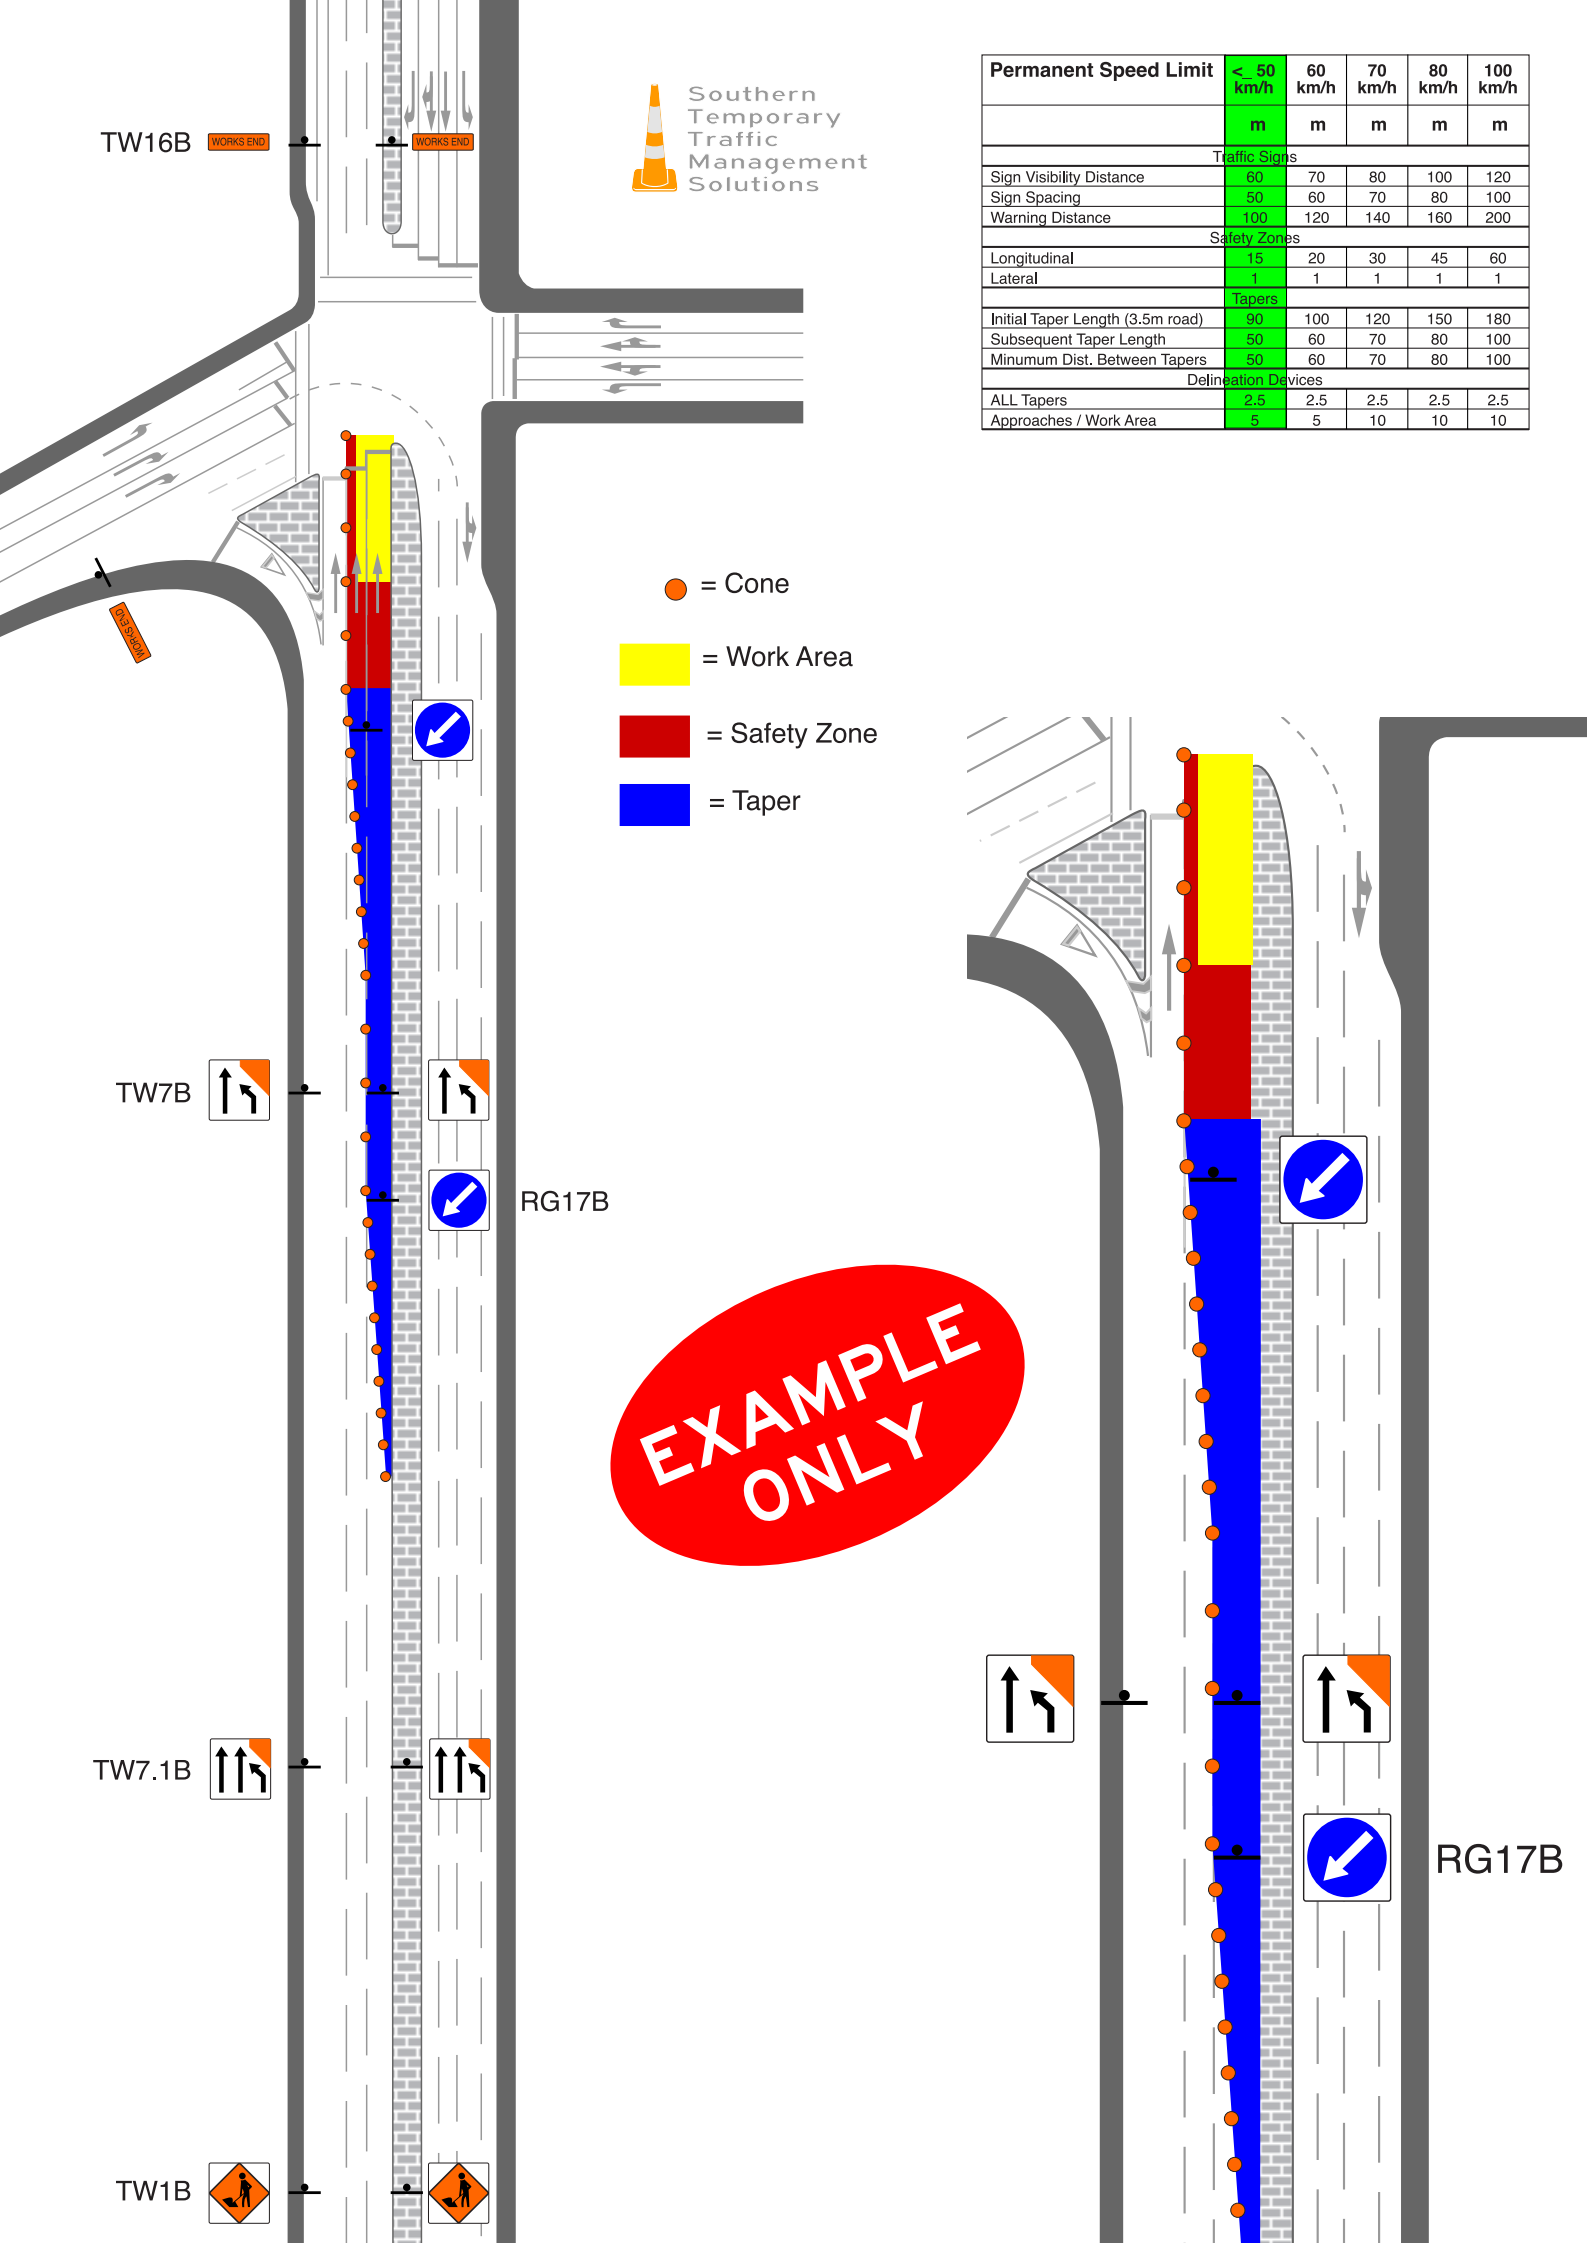 TW16B
WORKS END
WORKS END
Southern
Temporary
Traffic
Management
Solutions
Permanent Speed Limit <_ 50 km/h 60 km/h 70 km/h 80 km/h 100 km/h
m m m m m
Traffic Signs
Sign Visibility Distance 60 70 80 100 120
Sign Spacing 50 60 70 80 100
Warning Distance 100 120 140 160 200
Safety Zones
Longitudinal 15 20 30 45 60
Lateral 1 1 1 1 1
Tapers
Initial Taper Length (3.5m road) 90 100 120 150 180
Subsequent Taper Length 50 60 70 80 100
Minumum Dist. Between Tapers 50 60 70 80 100
Delineation Devices
ALL Tapers 2.5 2.5 2.5 2.5 2.5
Approaches / Work Area 5 5 10 10 10
WORKS END
= Cone
= Work Area
= Safety Zone
= Taper
TW7B
RG17B
EXAMPLE
ONLY
TW7.1B
RG17B
TW1B